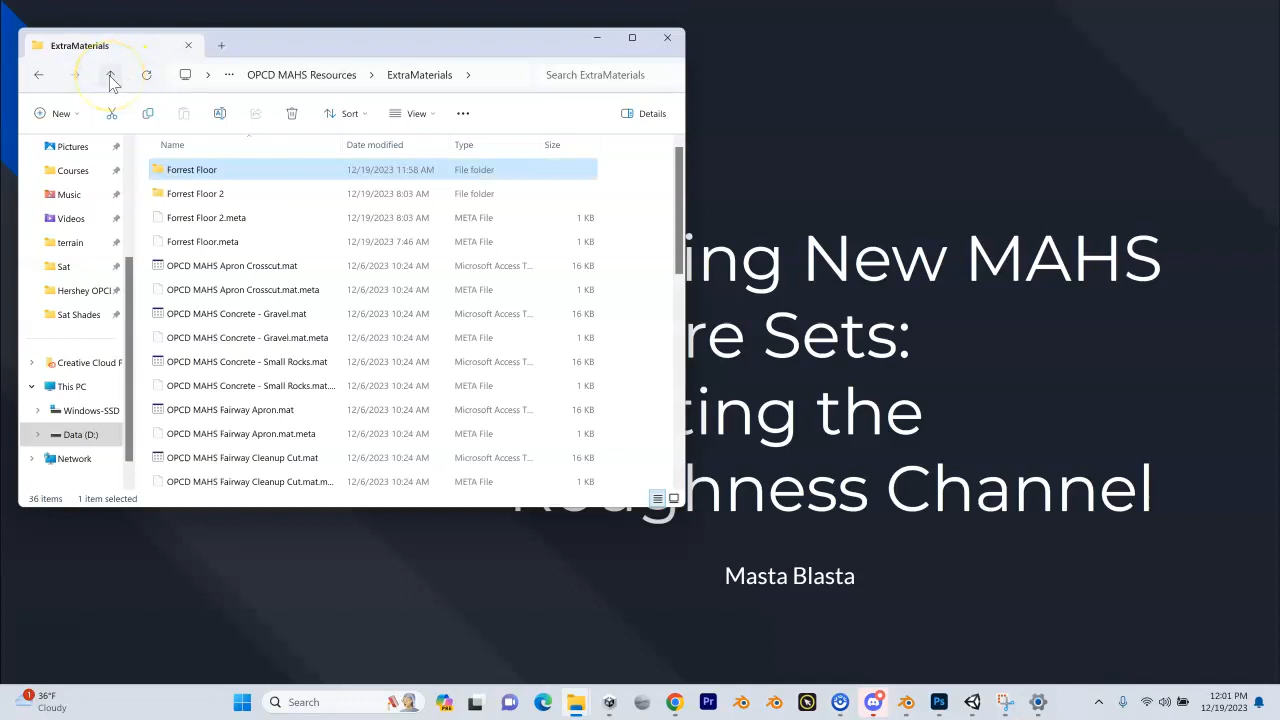 ExtraMaterials
OPCD MAHS Resources
ExtraMaterials
Search ExtraMaterials
New
Sort
View
Details
Name
Date modified
Type
Size
Pictures
Courses
Music
Videos
terrain
Sat
Hershey OPCI
Sat Shades
Creative Cloud F
This PC
Windows-SSD
Data (D:)
Network
Forrest Floor 12/19/2023 11:58 AM File folder
Forrest Floor 2 12/19/2023 8:03 AM File folder
Forrest Floor 2.meta 12/19/2023 8:03 AM META File 1 KB
Forrest Floor.meta 12/19/2023 7:46 AM META File 1 KB
OPCD MAHS Apron Crosscut.mat 12/6/2023 10:24 AM Microsoft Access T... 16 KB
OPCD MAHS Apron Crosscut.mat.meta 12/6/2023 10:24 AM META File 1 KB
OPCD MAHS Concrete - Gravel.mat 12/6/2023 10:24 AM Microsoft Access T... 16 KB
OPCD MAHS Concrete - Gravel.mat.meta 12/6/2023 10:24 AM META File 1 KB
OPCD MAHS Concrete - Small Rocks.mat 12/6/2023 10:24 AM Microsoft Access T... 16 KB
OPCD MAHS Concrete - Small Rocks.mat.... 12/6/2023 10:24 AM META File 1 KB
OPCD MAHS Fairway Apron.mat 12/6/2023 10:24 AM Microsoft Access T... 16 KB
OPCD MAHS Fairway Apron.mat.meta 12/6/2023 10:24 AM META File 1 KB
OPCD MAHS Fairway Cleanup Cut.mat 12/6/2023 10:24 AM Microsoft Access T... 16 KB
OPCD MAHS Fairway Cleanup Cut.mat.m... 12/6/2023 10:24 AM META File 1 KB
36 items 1 item selected
ing New MAHS
re Sets:
ting the
ghness Channel
Masta Blasta
1
36°F
Cloudy
Search
Pr
Ps
12:01 PM
12/19/2023